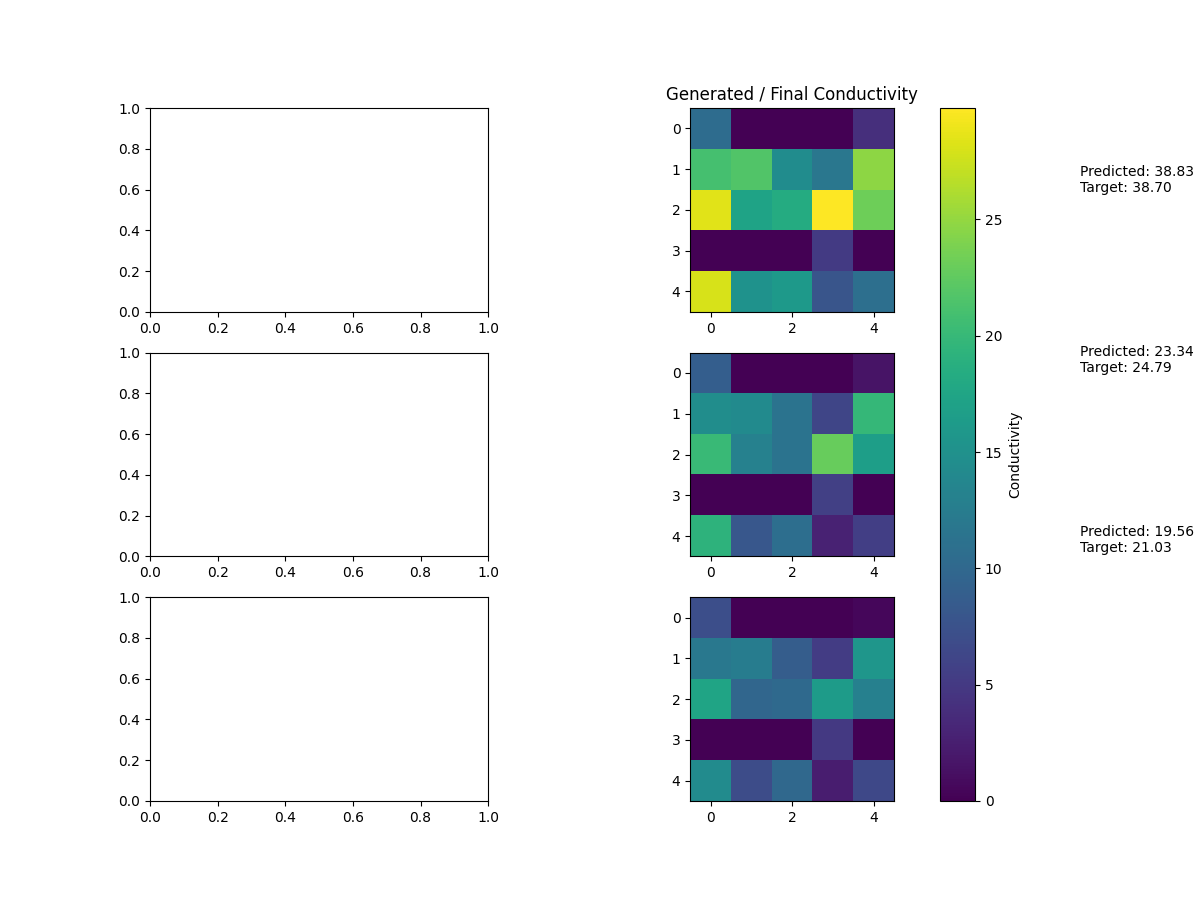 Generated / Final Conductivity
1.0
0.8
0.6
0.4
0.2
0.0
0.0 0.2 0.4 0.6 0.8 1.0
0
1
2
3
4
0 2 4
Predicted: 38.83
Target: 38.70
1.0
0.8
0.6
0.4
0.2
0.0
0.0 0.2 0.4 0.6 0.8 1.0
0
1
2
3
4
0 2 4
Predicted: 23.34
Target: 24.79
1.0
0.8
0.6
0.4
0.2
0.0
0.0 0.2 0.4 0.6 0.8 1.0
0
1
2
3
4
0 2 4
Predicted: 19.56
Target: 21.03
25
20
15
10
5
0
Conductivity